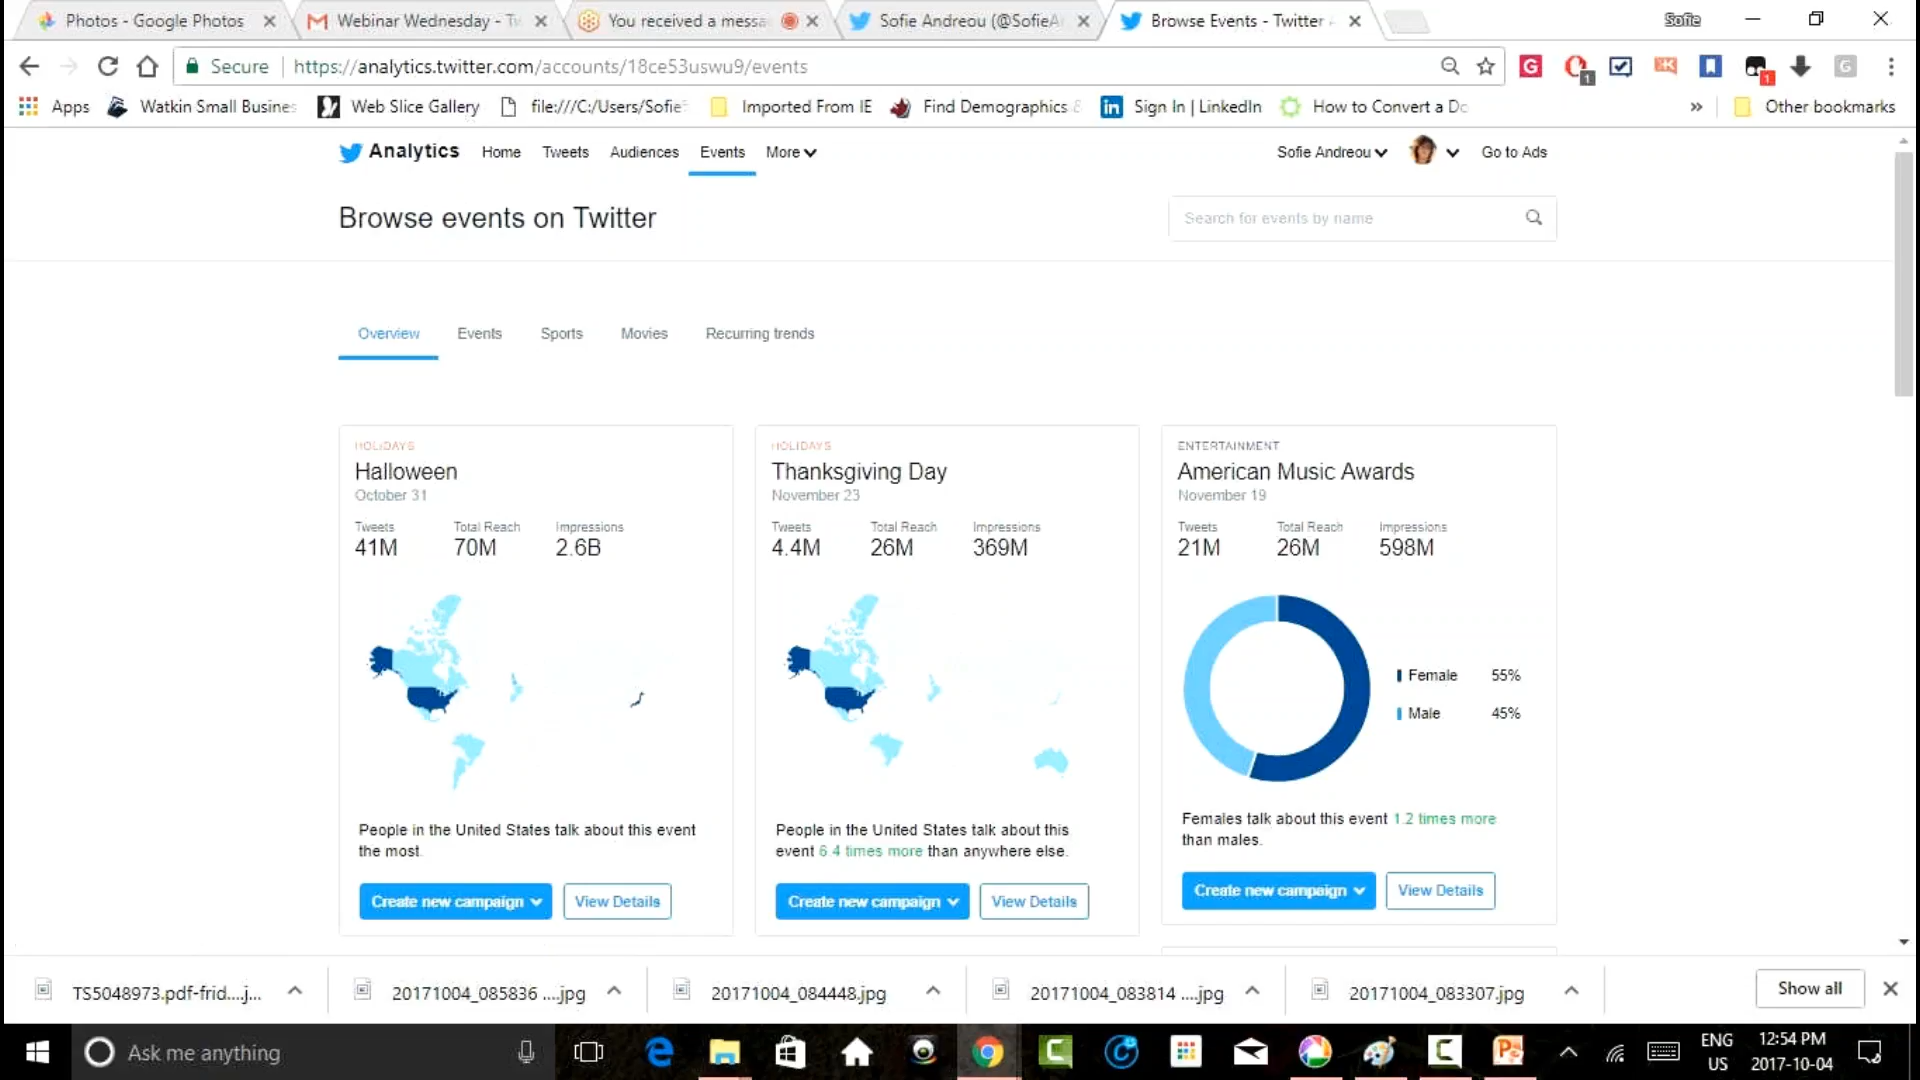 Photos - Google Photos
Webinar Wednesday - Tw
You received a messa
Sofie Andreou (@SofieA
Browse Events - Twitter
Sofie
Secure
https://analytics.twitter.com/accounts/18ce53uswu9/events
Apps
Watkin Small Busines
Web Slice Gallery
file:///C:/Users/Sofie
Imported From IE
Find Demographics &
Sign In | LinkedIn
How to Convert a Do
»
Other bookmarks
Analytics
Home
Tweets
Audiences
Events
More
Sofie Andreou
Go to Ads
Browse events on Twitter
Search for events by name
Overview
Events
Sports
Movies
Recurring trends
HOLIDAYS
Halloween
October 31
Tweets Total Reach Impressions
41M 70M 2.6B
People in the United States talk about this event
the most.
Create new campaign
View Details
HOLIDAYS
Thanksgiving Day
November 23
Tweets Total Reach Impressions
4.4M 26M 369M
People in the United States talk about this
event 6.4 times more than anywhere else.
Create new campaign
View Details
ENTERTAINMENT
American Music Awards
November 19
Tweets Total Reach Impressions
21M 26M 598M
Female 55%
Male 45%
Females talk about this event 1.2 times more
than males.
Create new campaign
View Details
TS5048973.pdf-frid....j...
20171004_085836 ....jpg
20171004_084448.jpg
20171004_083814 ....jpg
20171004_083307.jpg
Show all
Ask me anything
ENG
US
12:54 PM
2017-10-04